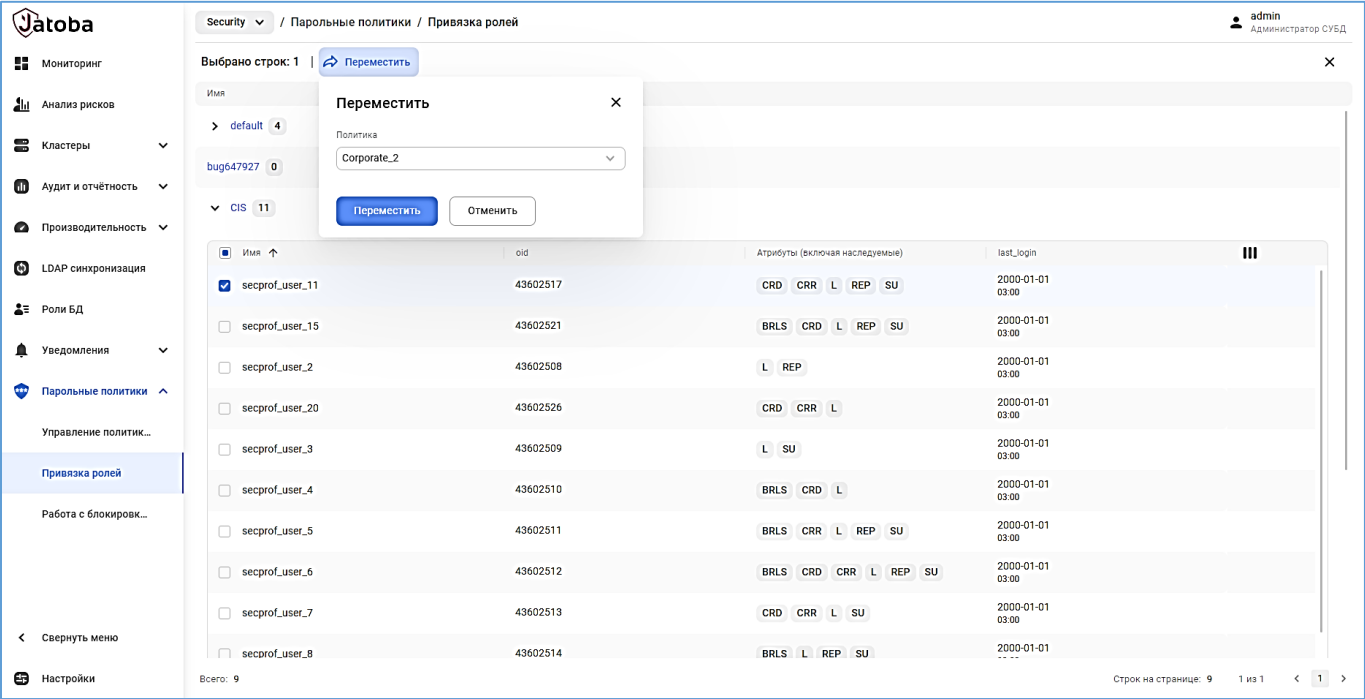 Jatoba
Security / Парольные политики / Привязка ролей
admin
Администратор СУБД
Мониторинг
Анализ рисков
Кластеры
Аудит и отчётность
Производительность
LDAP синхронизация
Роли БД
Уведомления
Парольные политики
Управление политик...
Привязка ролей
Работа с блокировк...
Свернуть меню
Настройки
Выбрано строк: 1 | Переместить
Имя
default 4
bug647927 0
CIS 11
Переместить
Политика
Corporate_2
Переместить Отменить
Имя oid Атрибуты (включая наследуемые) last_login
secprof_user_11 43602517 CRD CRR L REP SU 2000-01-01
03:00
secprof_user_15 43602521 BRLS CRD L REP SU 2000-01-01
03:00
secprof_user_2 43602508 L REP 2000-01-01
03:00
secprof_user_20 43602526 CRD CRR L 2000-01-01
03:00
secprof_user_3 43602509 L SU 2000-01-01
03:00
secprof_user_4 43602510 BRLS CRD L 2000-01-01
03:00
secprof_user_5 43602511 BRLS CRR L REP SU 2000-01-01
03:00
secprof_user_6 43602512 BRLS CRD CRR L REP SU 2000-01-01
03:00
secprof_user_7 43602513 CRD CRR L SU 2000-01-01
03:00
secprof_user_8 43602514 BRLS L REP SU 2000-01-01
Всего: 9
Строк на странице: 9 1 из 1 1